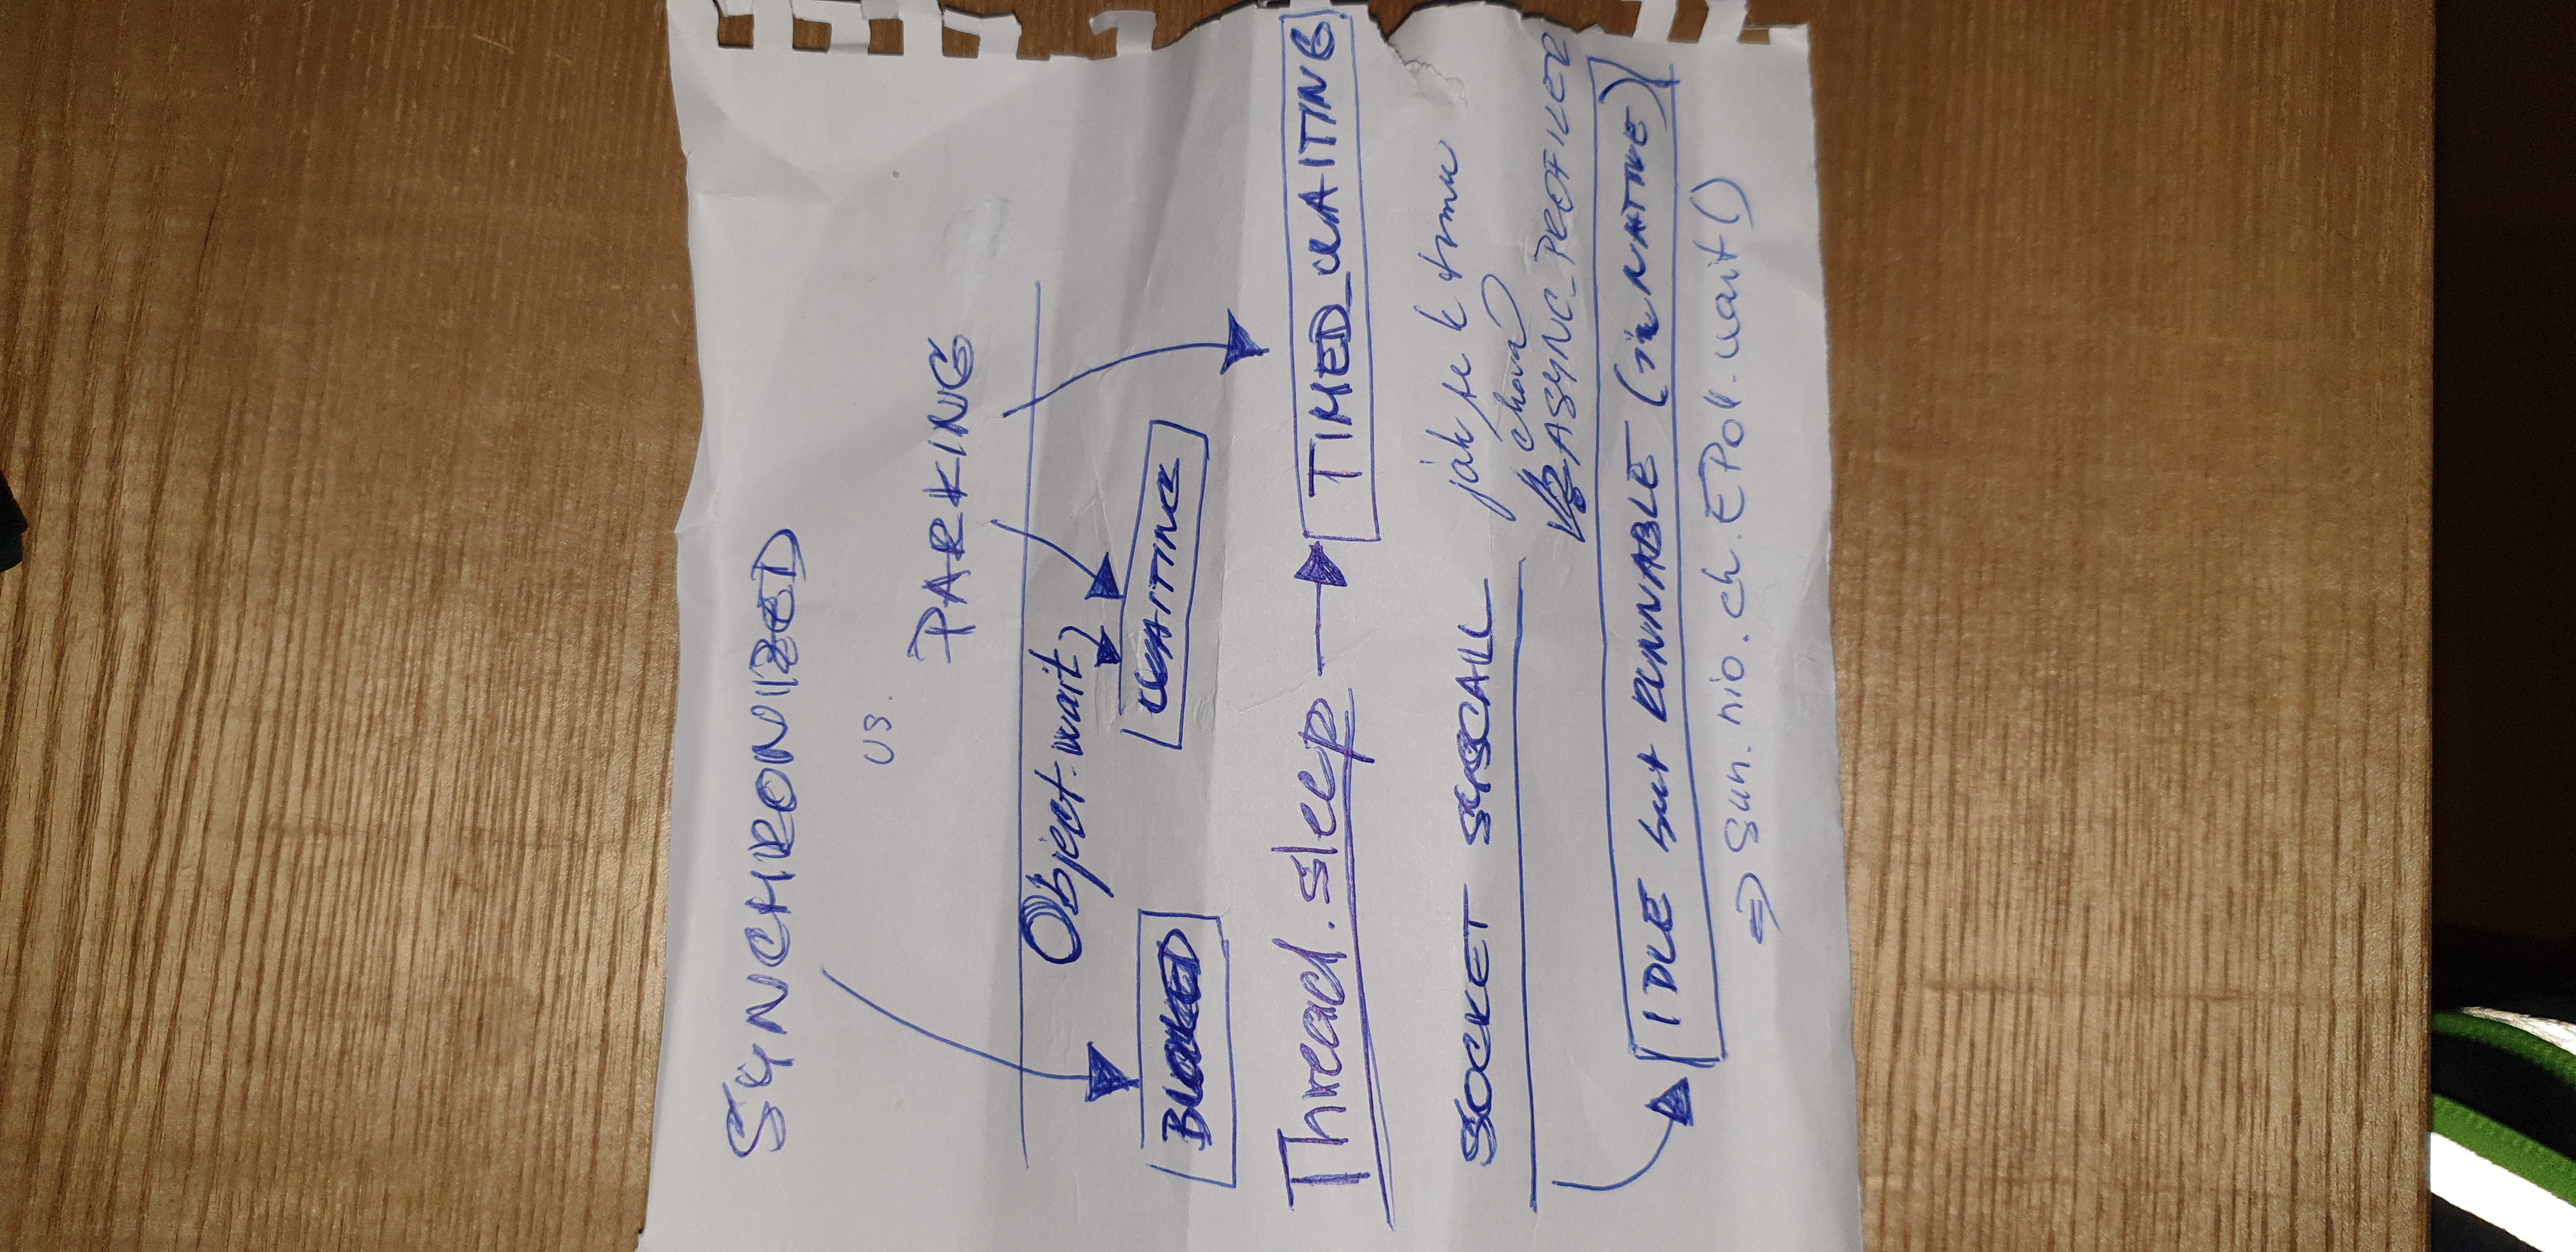 SYNCHRONIZED
vs.
PARKING
Object.wait
BLOKED
WAITING
Thread.sleep
TIMED_WAITING
SOCKET SYSCALL
jak se k tomu
chová
ASYNC_PROFILER
IDLE but RUNNABLE (in NATIVE)
=> sun.nio.ch.EPoll.wait()